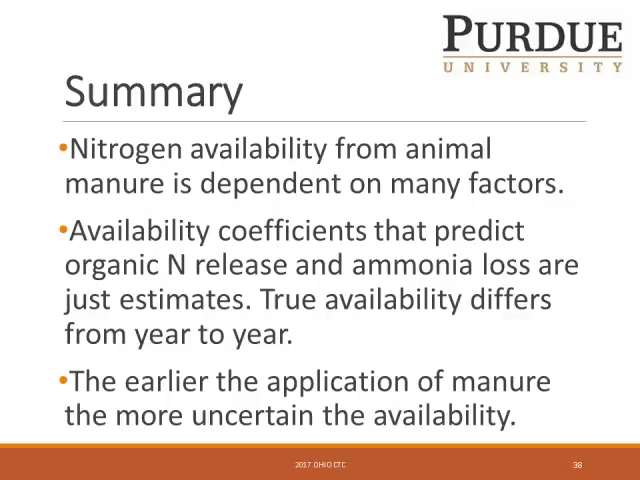 PURDUE
UNIVERSITY
Summary
•Nitrogen availability from animal
manure is dependent on many factors.
•Availability coefficients that predict
organic N release and ammonia loss are
just estimates. True availability differs
from year to year.
•The earlier the application of manure
the more uncertain the availability.
2017 OHIO CTC
38